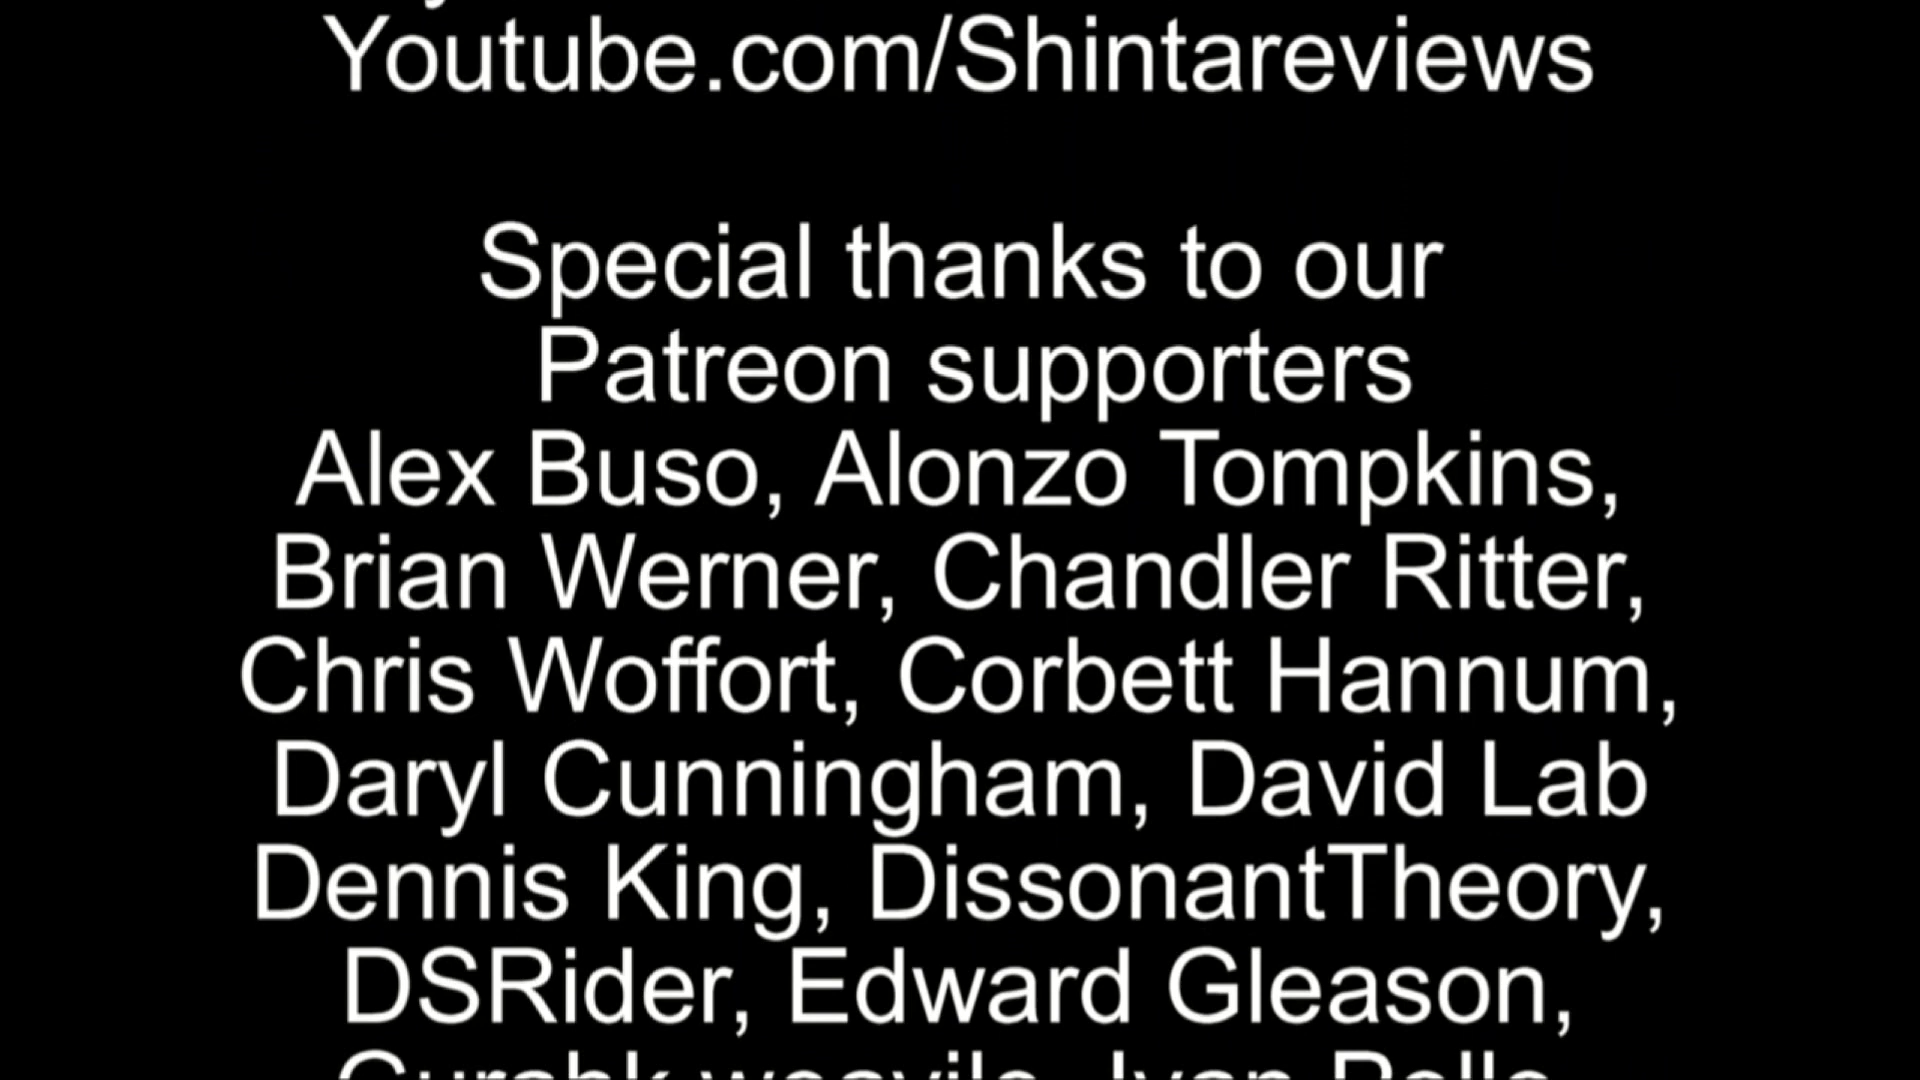 Youtube.com/Shintareviews
Special thanks to our
Patreon supporters
Alex Buso, Alonzo Tompkins,
Brian Werner, Chandler Ritter,
Chris Woffort, Corbett Hannum,
Daryl Cunningham, David Lab
Dennis King, DissonantTheory,
DSRider, Edward Gleason,